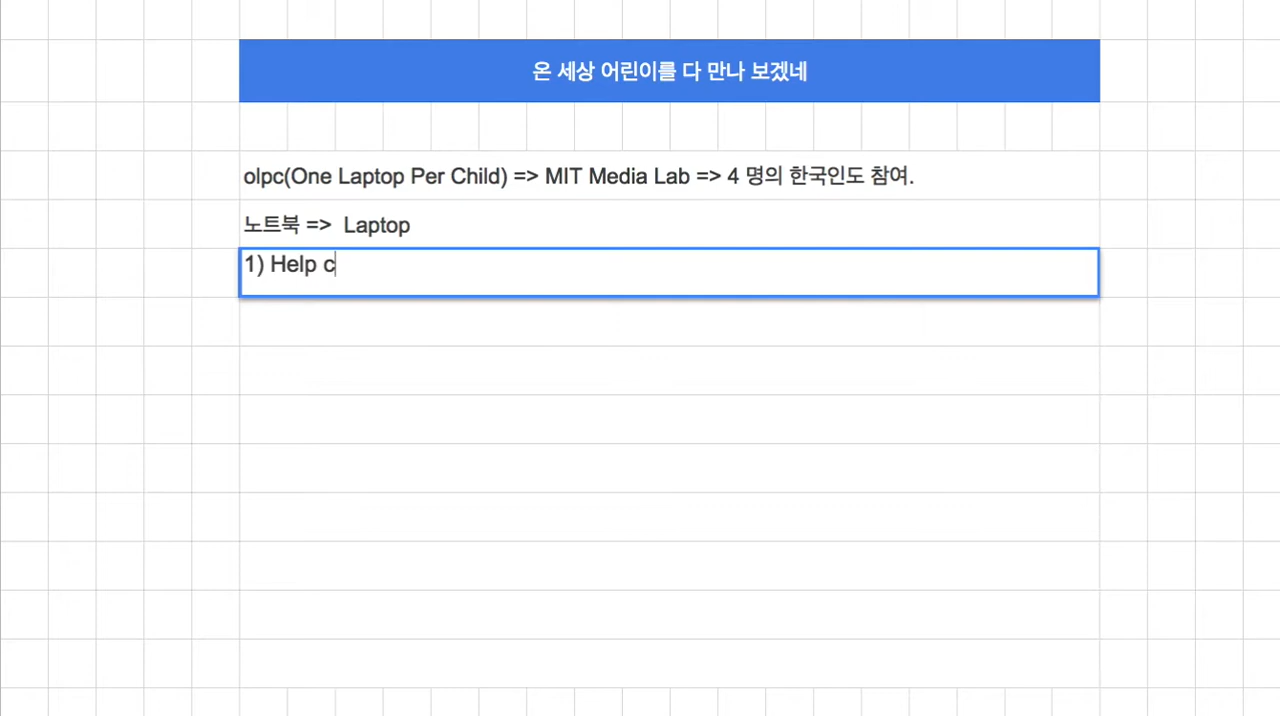 온 세상 어린이를 다 만나 보겠네
olpc(One Laptop Per Child) => MIT Media Lab => 4 명의 한국인도 참여.
노트북 => Laptop
1) Help c